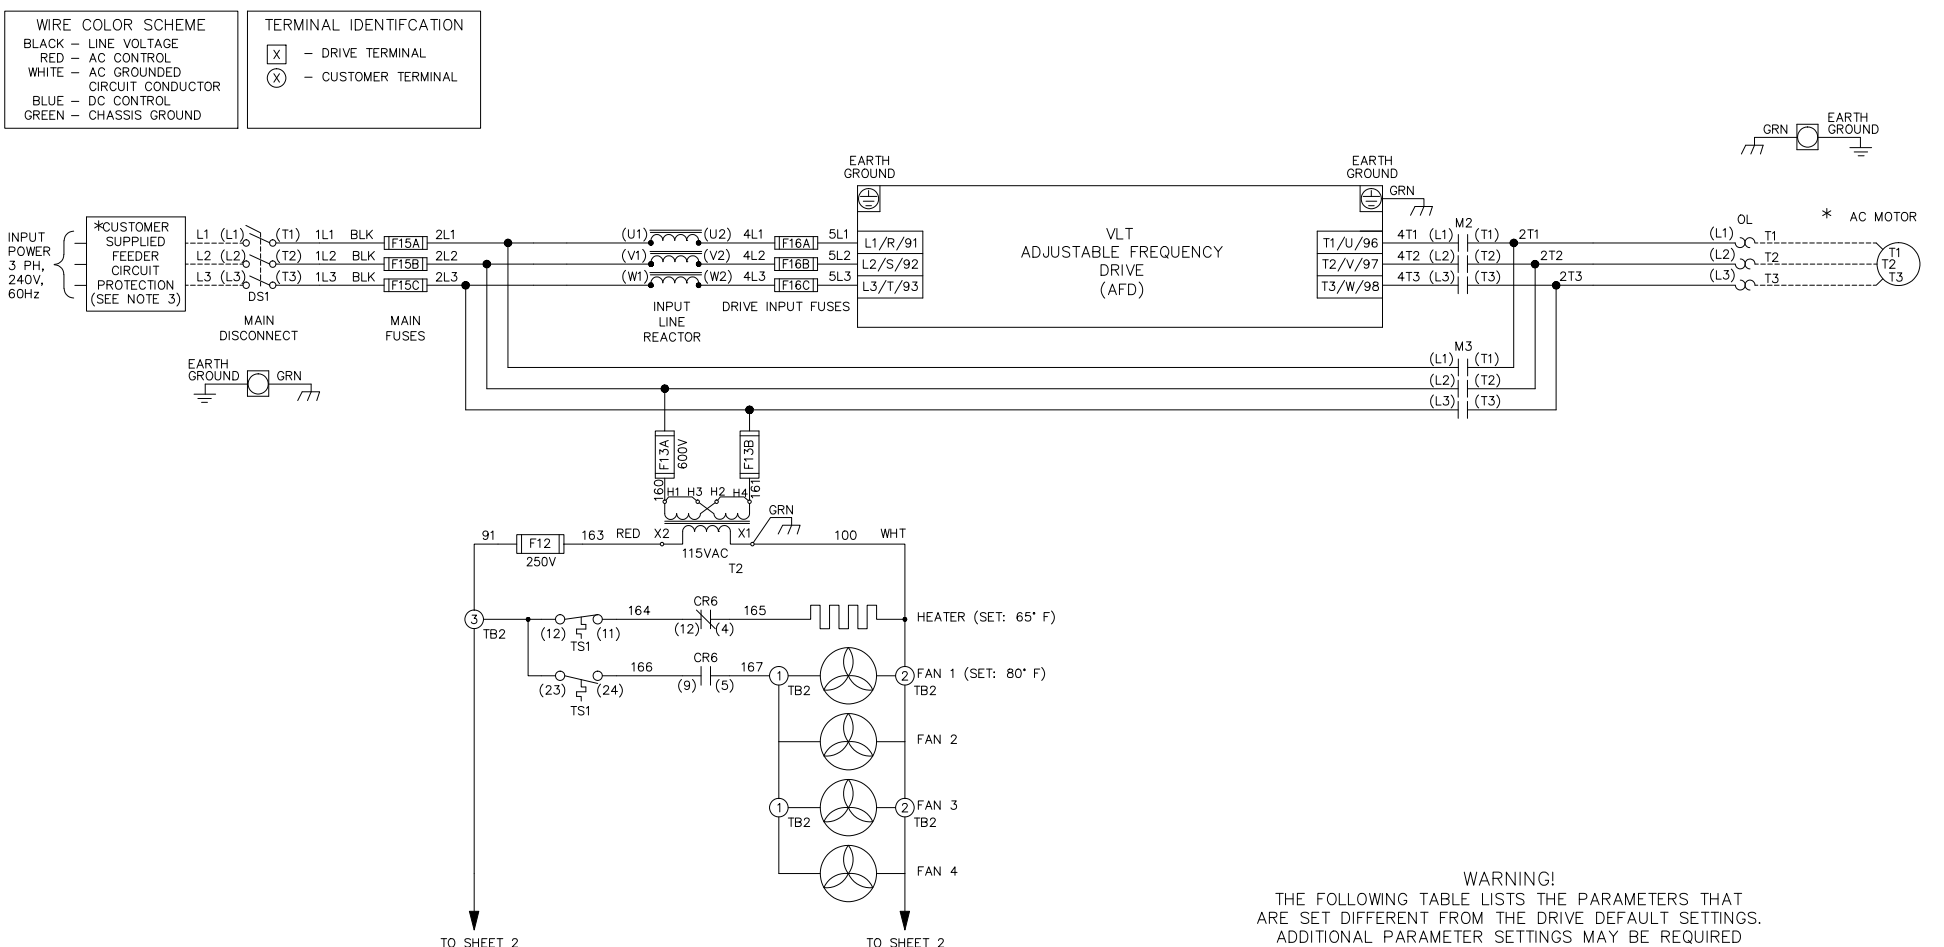 WIRE COLOR SCHEME
BLACK – LINE VOLTAGE
RED – AC CONTROL
WHITE – AC GROUNDED
CIRCUIT CONDUCTOR
BLUE – DC CONTROL
GREEN – CHASSIS GROUND
TERMINAL IDENTIFCATION
X – DRIVE TERMINAL
X – CUSTOMER TERMINAL
GRN
EARTH
GROUND
INPUT
POWER
3 PH,
240V,
60Hz
*CUSTOMER
SUPPLIED
FEEDER
CIRCUIT
PROTECTION
(SEE NOTE 3)
L1 (L1) (T1) 1L1 BLK F15A 2L1
L2 (L2) (T2) 1L2 BLK F15B 2L2
L3 (L3) (T3) 1L3 BLK F15C 2L3
DS1
MAIN
DISCONNECT
MAIN
FUSES
EARTH
GROUND
GRN
(U1) (U2) 4L1 F16A 5L1
(V1) (V2) 4L2 F16B 5L2
(W1) (W2) 4L3 F16C 5L3
INPUT
LINE
REACTOR
DRIVE INPUT FUSES
EARTH
GROUND
L1/R/91
L2/S/92
L3/T/93
VLT
ADJUSTABLE FREQUENCY
DRIVE
(AFD)
EARTH
GROUND
GRN
T1/U/96
T2/V/97
T3/W/98
M2
4T1 (L1) (T1) 2T1
4T2 (L2) (T2) 2T2
4T3 (L3) (T3) 2T3
OL
(L1) T1
(L2) T2
(L3) T3
* AC MOTOR
T1
T2
T3
M3
(L1) (T1)
(L2) (T2)
(L3) (T3)
F13A
600V
F13B
160
161
H1 H3 H2 H4
GRN
91 F12 163 RED X2 X1 100 WHT
250V
115VAC
T2
3
TB2
(12) (11)
TS1
164
CR6
(12) (4)
165
HEATER (SET: 65° F)
(23) (24)
TS1
166
CR6
(9) (5)
167
1
TB2
2
TB2
FAN 1 (SET: 80° F)
FAN 2
1
TB2
2
TB2
FAN 3
FAN 4
TO SHEET 2
TO SHEET 2
WARNING!
THE FOLLOWING TABLE LISTS THE PARAMETERS THAT
ARE SET DIFFERENT FROM THE DRIVE DEFAULT SETTINGS.
ADDITIONAL PARAMETER SETTINGS MAY BE REQUIRED